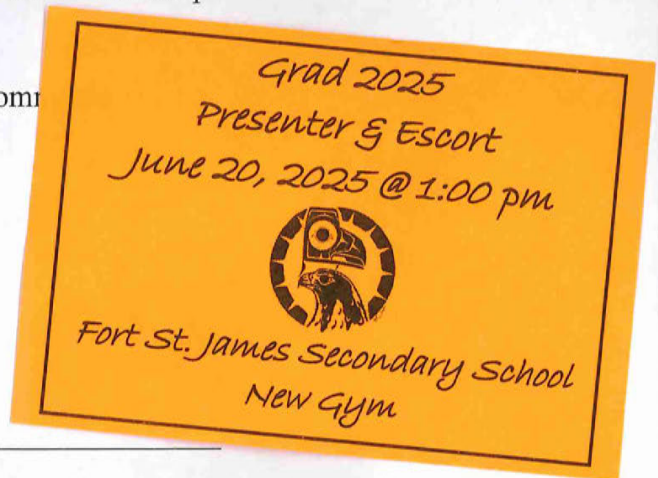 Grad 2025
Presenter & Escort
June 20, 2025 @ 1:00 pm
Fort St. James Secondary School
New Gym